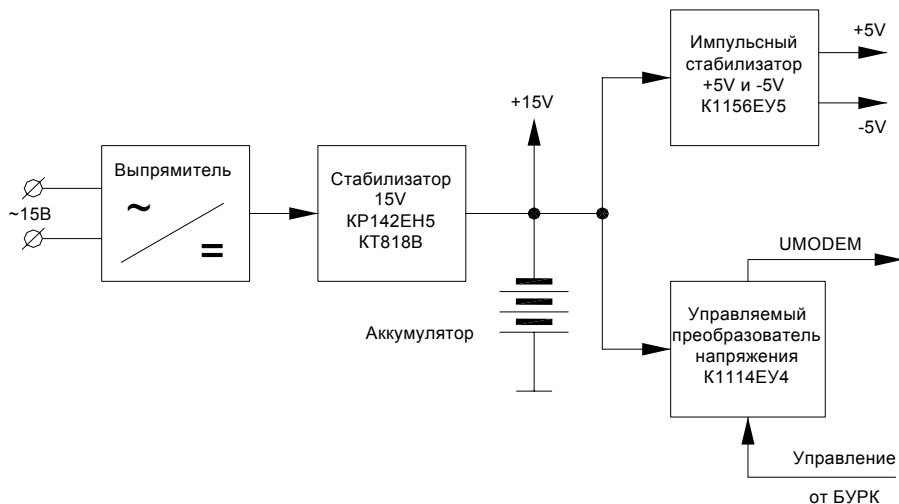 ~15В
Выпрямитель
~
=
Стабилизатор
15V
КР142ЕН5
КТ818В
+15V
Аккумулятор
Импульсный
стабилизатор
+5V и -5V
К1156ЕУ5
+5V
-5V
UMODEM
Управляемый
преобразователь
напряжения
К1114ЕУ4
Управление
от БУРК